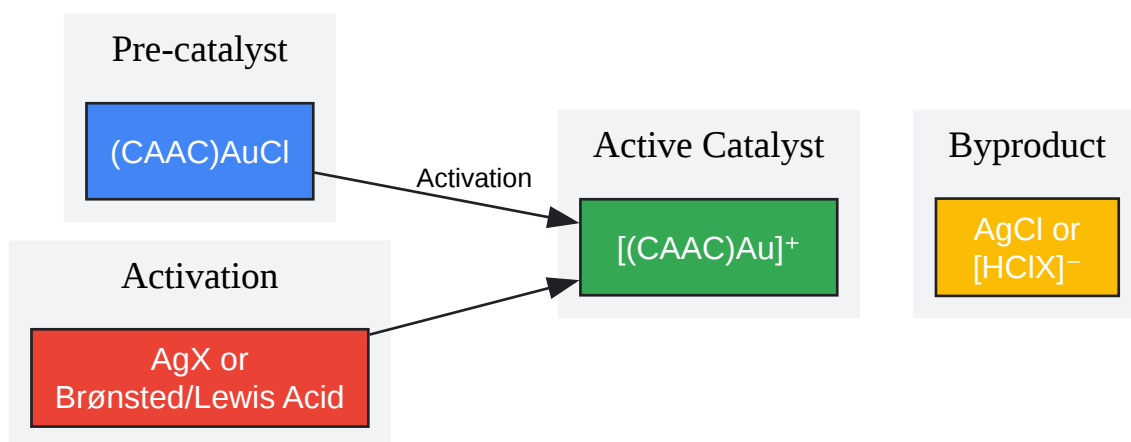 Pre-catalyst
(CAAC)AuCl
Activation
Activation
AgX or
Brønsted/Lewis Acid
Active Catalyst
[(CAAC)Au]⁺
Byproduct
AgCl or
[HClX]⁻